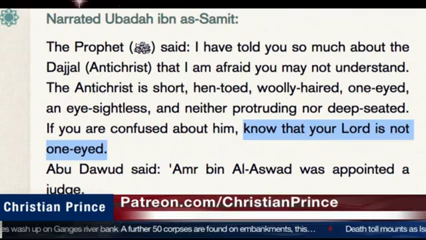 Narrated Ubadah ibn as-Samit:
The Prophet (ﷺ) said: I have told you so much about the
Dajjal (Antichrist) that I am afraid you may not understand.
The Antichrist is short, hen-toed, woolly-haired, one-eyed,
an eye-sightless, and neither protruding nor deep-seated.
If you are confused about him, know that your Lord is not
one-eyed.
Abu Dawud said: 'Amr bin Al-Aswad was appointed a
judge.
Christian Prince
Patreon.com/ChristianPrince
es wash up on Ganges river bank A further 50 corpses are found on embankments, this...
Death toll mounts as Is